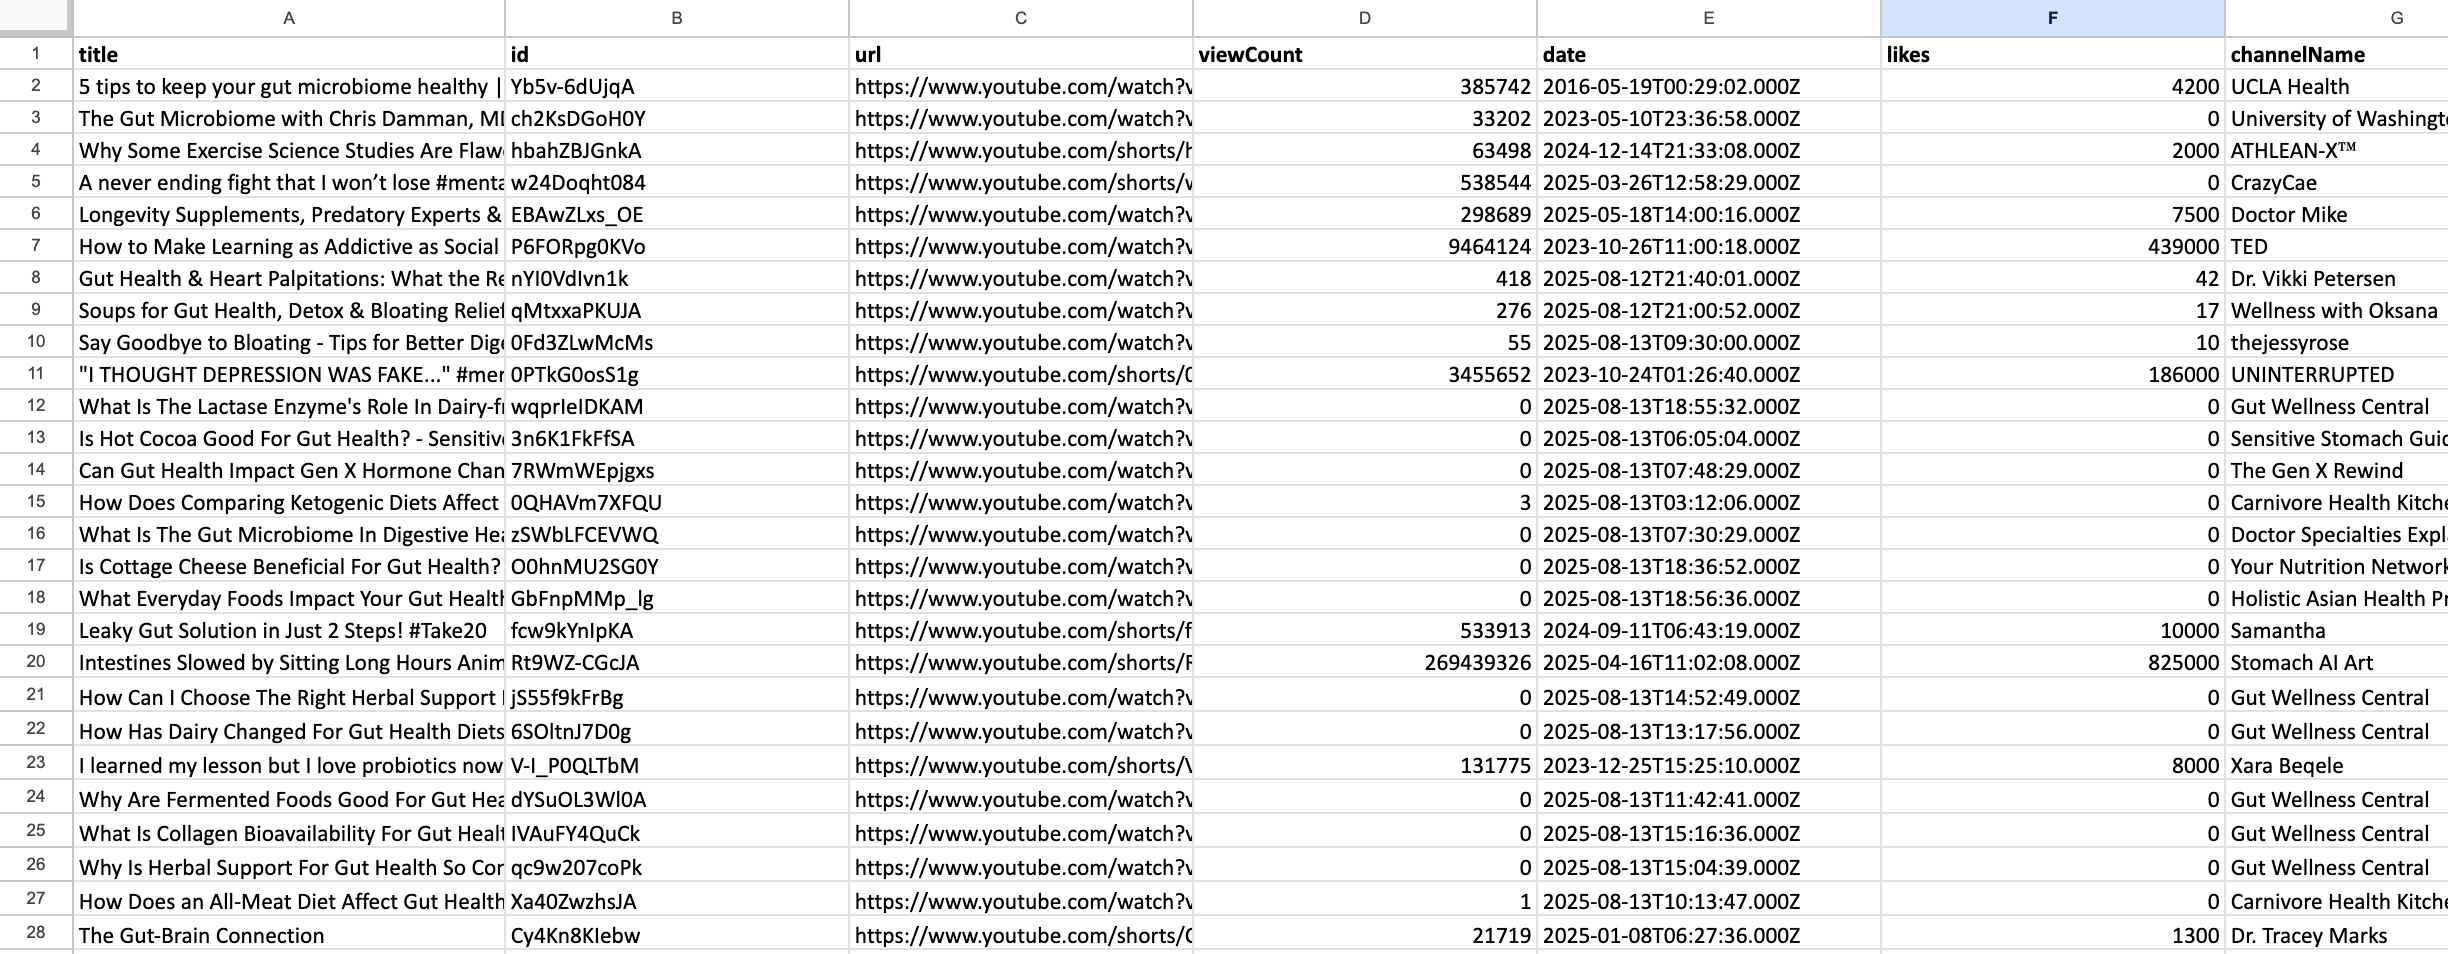 A B C D E F G
1 title id url viewCount date likes channelName
2 5 tips to keep your gut microbiome healthy | Yb5v-6dUjqA https://www.youtube.com/watch?v 385742 2016-05-19T00:29:02.000Z 4200 UCLA Health
3 The Gut Microbiome with Chris Damman, MD ch2KsDGoH0Y https://www.youtube.com/watch?v 33202 2023-05-10T23:36:58.000Z 0 University of Washingt
4 Why Some Exercise Science Studies Are Flaw hbahZBJGnkA https://www.youtube.com/shorts/h 63498 2024-12-14T21:33:08.000Z 2000 ATHLEAN-X™
5 A never ending fight that I won’t lose #menta w24Doqht084 https://www.youtube.com/shorts/w 538544 2025-03-26T12:58:29.000Z 0 CrazyCae
6 Longevity Supplements, Predatory Experts & EBAwZLxs_OE https://www.youtube.com/watch?v 298689 2025-05-18T14:00:16.000Z 7500 Doctor Mike
7 How to Make Learning as Addictive as Social P6FORpg0KVo https://www.youtube.com/watch?v 9464124 2023-10-26T11:00:18.000Z 439000 TED
8 Gut Health & Heart Palpitations: What the Re nYI0VdIvn1k https://www.youtube.com/watch?v 418 2025-08-12T21:40:01.000Z 42 Dr. Vikki Petersen
9 Soups for Gut Health, Detox & Bloating Relief qMtxxaPKUJA https://www.youtube.com/watch?v 276 2025-08-12T21:00:52.000Z 17 Wellness with Oksana
10 Say Goodbye to Bloating - Tips for Better Dige 0Fd3ZLwMcMs https://www.youtube.com/watch?v 55 2025-08-13T09:30:00.000Z 10 thejessyrose
11 "I THOUGHT DEPRESSION WAS FAKE..." #mer 0PTkG0osS1g https://www.youtube.com/shorts/0 3455652 2023-10-24T01:26:40.000Z 186000 UNINTERRUPTED
12 What Is The Lactase Enzyme's Role In Dairy-fr wqprIeIDKAM https://www.youtube.com/watch?v 0 2025-08-13T18:55:32.000Z 0 Gut Wellness Central
13 Is Hot Cocoa Good For Gut Health? - Sensitive 3n6K1FkFfSA https://www.youtube.com/watch?v 0 2025-08-13T06:05:04.000Z 0 Sensitive Stomach Guid
14 Can Gut Health Impact Gen X Hormone Chan 7RWmWEpjgxs https://www.youtube.com/watch?v 0 2025-08-13T07:48:29.000Z 0 The Gen X Rewind
15 How Does Comparing Ketogenic Diets Affect 0QHAVm7XFQU https://www.youtube.com/watch?v 3 2025-08-13T03:12:06.000Z 0 Carnivore Health Kitche
16 What Is The Gut Microbiome In Digestive Hea zSWbLFCEVWQ https://www.youtube.com/watch?v 0 2025-08-13T07:30:29.000Z 0 Doctor Specialties Expl
17 Is Cottage Cheese Beneficial For Gut Health? O0hnMU2SG0Y https://www.youtube.com/watch?v 0 2025-08-13T18:36:52.000Z 0 Your Nutrition Network
18 What Everyday Foods Impact Your Gut Health GbFnpMMp_lg https://www.youtube.com/watch?v 0 2025-08-13T18:56:36.000Z 0 Holistic Asian Health Pr
19 Leaky Gut Solution in Just 2 Steps! #Take20 fcw9kYnIpKA https://www.youtube.com/shorts/f 533913 2024-09-11T06:43:19.000Z 10000 Samantha
20 Intestines Slowed by Sitting Long Hours Anim Rt9WZ-CGcJA https://www.youtube.com/shorts/R 269439326 2025-04-16T11:02:08.000Z 825000 Stomach AI Art
21 How Can I Choose The Right Herbal Support jS55f9kFrBg https://www.youtube.com/watch?v 0 2025-08-13T14:52:49.000Z 0 Gut Wellness Central
22 How Has Dairy Changed For Gut Health Diets 6SOltnJ7D0g https://www.youtube.com/watch?v 0 2025-08-13T13:17:56.000Z 0 Gut Wellness Central
23 I learned my lesson but I love probiotics now V-I_P0QLTbM https://www.youtube.com/shorts/V 131775 2023-12-25T15:25:10.000Z 8000 Xara Beqele
24 Why Are Fermented Foods Good For Gut Hea dYSuOL3Wl0A https://www.youtube.com/watch?v 0 2025-08-13T11:42:41.000Z 0 Gut Wellness Central
25 What Is Collagen Bioavailability For Gut Healt IVAuFY4QuCk https://www.youtube.com/watch?v 0 2025-08-13T15:16:36.000Z 0 Gut Wellness Central
26 Why Is Herbal Support For Gut Health So Cor qc9w207coPk https://www.youtube.com/watch?v 0 2025-08-13T15:04:39.000Z 0 Gut Wellness Central
27 How Does an All-Meat Diet Affect Gut Health Xa40ZwzhsJA https://www.youtube.com/watch?v 1 2025-08-13T10:13:47.000Z 0 Carnivore Health Kitche
28 The Gut-Brain Connection Cy4Kn8KIebw https://www.youtube.com/shorts/C 21719 2025-01-08T06:27:36.000Z 1300 Dr. Tracey Marks